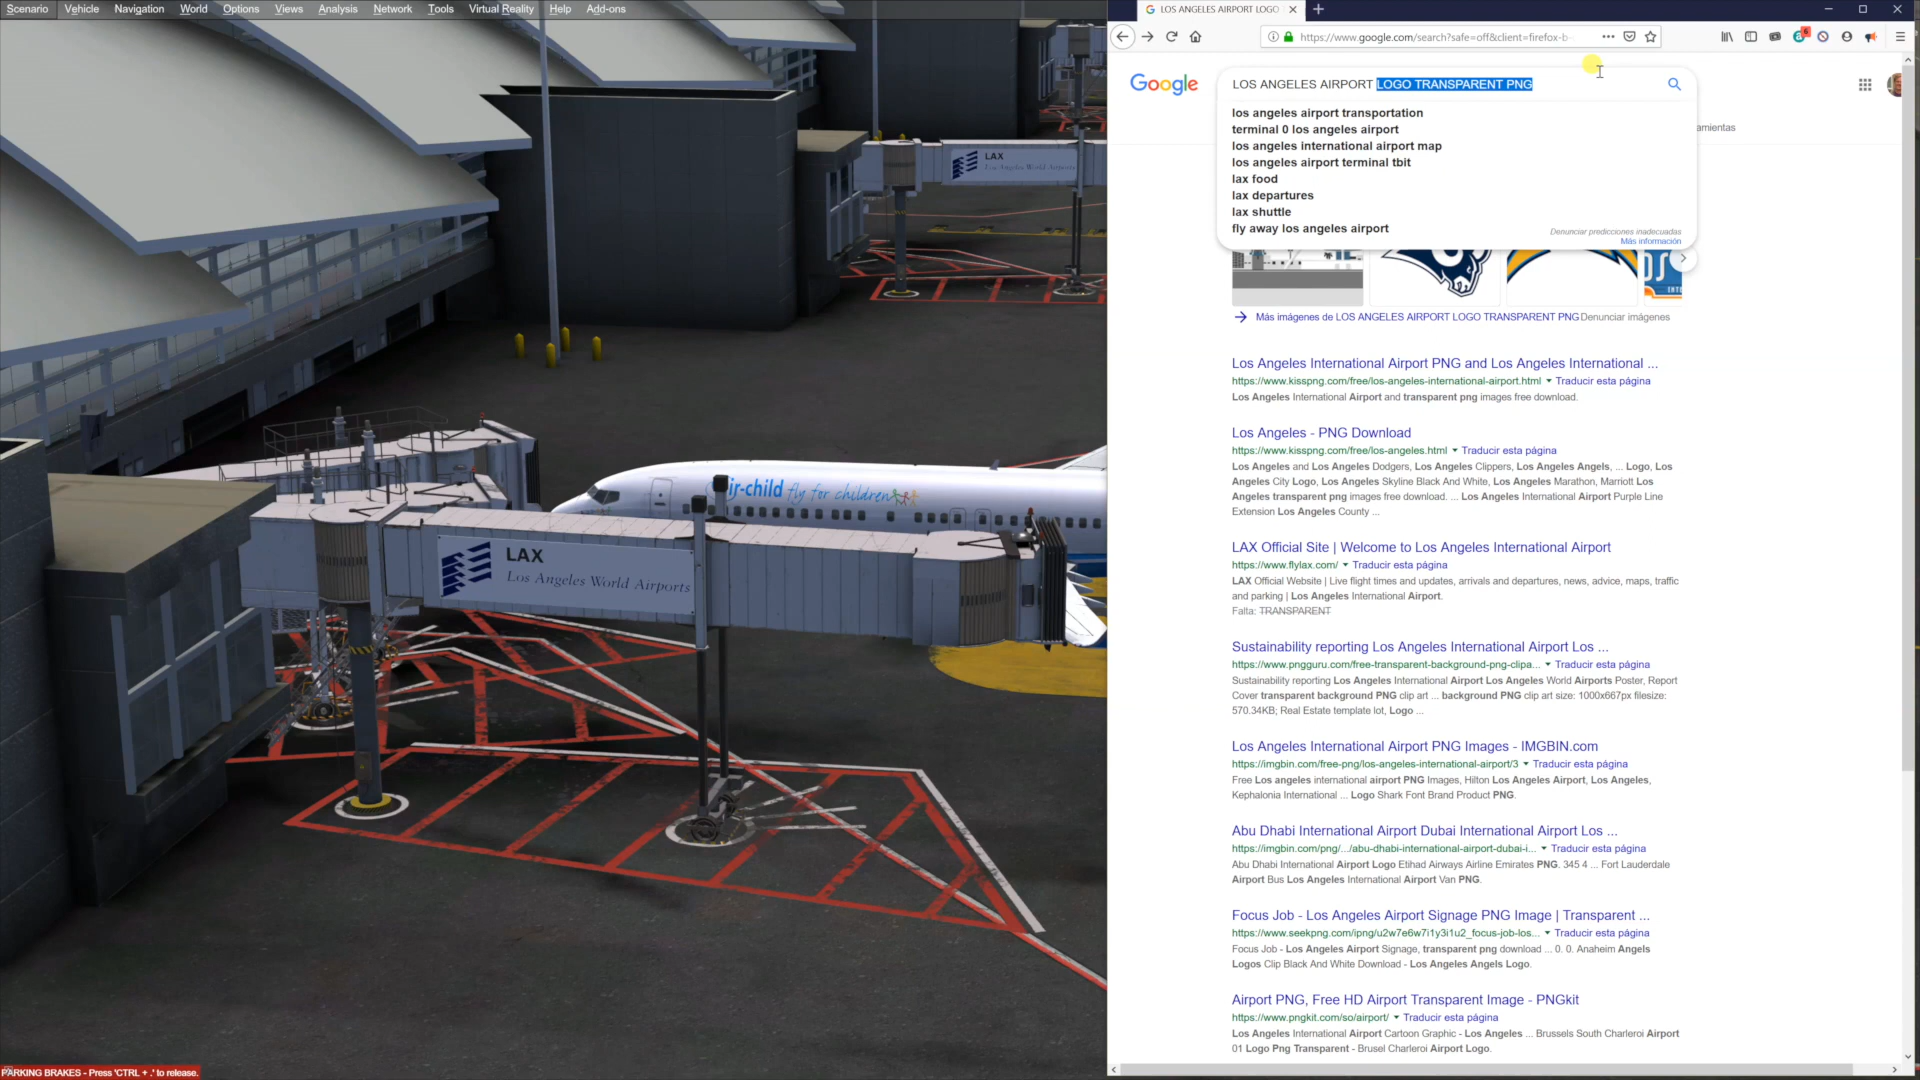 Scenario Vehicle Navigation World Options Views Analysis Network Tools Virtual Reality Help Add-ons
LAX
Los Angeles World Airports
ir-child fly for children
LAX
Los Angeles World Airports
PARKING BRAKES - Press 'CTRL + .' to release.
LOS ANGELES AIRPORT LOGO
https://www.google.com/search?safe=off&client=firefox-b-
6
Google
LOS ANGELES AIRPORT LOGO TRANSPARENT PNG
los angeles airport transportation
terminal 0 los angeles airport
amientas
los angeles international airport map
los angeles airport terminal tbit
lax food
lax departures
lax shuttle
fly away los angeles airport
Denunciar predicciones inadecuadas
Más información
Más imágenes de LOS ANGELES AIRPORT LOGO TRANSPARENT PNG Denunciar imágenes
Los Angeles International Airport PNG and Los Angeles International ...
https://www.kisspng.com/free/los-angeles-international-airport.html Traducir esta página
Los Angeles International Airport and transparent png images free download.
Los Angeles - PNG Download
https://www.kisspng.com/free/los-angeles.html Traducir esta página
Los Angeles and Los Angeles Dodgers, Los Angeles Clippers, Los Angeles Angels, ... Logo, Los
Angeles City Logo, Los Angeles Skyline Black And White, Los Angeles Marathon, Marriott Los
Angeles transparent png images free download. ... Los Angeles International Airport Purple Line
Extension Los Angeles County ...
LAX Official Site | Welcome to Los Angeles International Airport
https://www.flylax.com/ Traducir esta página
LAX Official Website | Live flight times and updates, arrivals and departures, news, advice, maps, traffic
and parking | Los Angeles International Airport.
Falta: TRANSPARENT
Sustainability reporting Los Angeles International Airport Los ...
https://www.pngguru.com/free-transparent-background-png-clipa... Traducir esta página
Sustainability reporting Los Angeles International Airport Los Angeles World Airports Poster, Report
Cover transparent background PNG clip art ... background PNG clip art size: 1000x667px filesize:
570.34KB; Real Estate template lot, Logo ...
Los Angeles International Airport PNG Images - IMGBIN.com
https://imgbin.com/free-png/los-angeles-international-airport/3 Traducir esta página
Free Los angeles international airport PNG Images, Hilton Los Angeles Airport, Los Angeles,
Kephalonia International ... Logo Shark Font Brand Product PNG.
Abu Dhabi International Airport Dubai International Airport Los ...
https://imgbin.com/png/.../abu-dhabi-international-airport-dubai-i... Traducir esta página
Abu Dhabi International Airport Logo Etihad Airways Airline Emirates PNG. 345 4 ... Fort Lauderdale
Airport Bus Los Angeles International Airport Van PNG.
Focus Job - Los Angeles Airport Signage PNG Image | Transparent ...
https://www.seekpng.com/ipng/u2w7e6w7i1y3i1u2_focus-job-los... Traducir esta página
Focus Job - Los Angeles Airport Signage, transparent png download ... 0. 0. Anaheim Angels
Logos Clip Black And White Download - Los Angeles Angels Logo.
Airport PNG, Free HD Airport Transparent Image - PNGkit
https://www.pngkit.com/so/airport/ Traducir esta página
Los Angeles International Airport Cartoon Graphic - Los Angeles ... Brussels South Charleroi Airport
01 Logo Png Transparent - Brusel Charleroi Airport Logo.